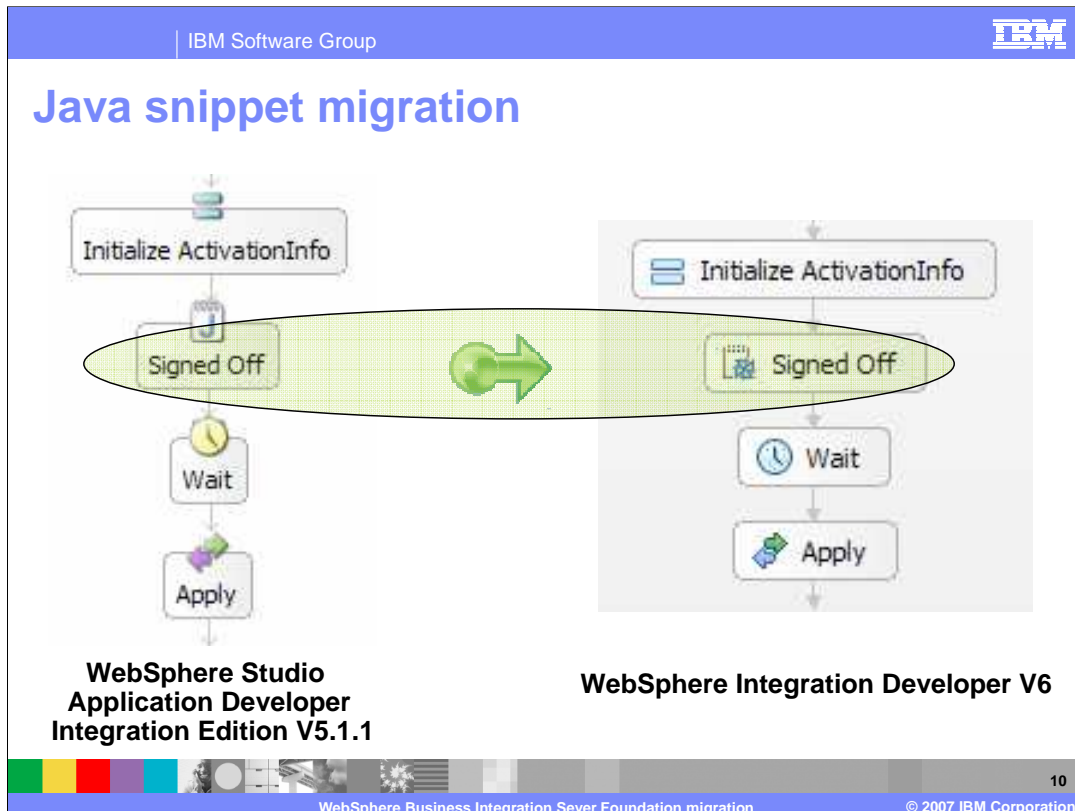 IBM Software Group
IBM
Java snippet migration
Initialize ActivationInfo
J
Signed Off
Wait
Apply
Initialize ActivationInfo
Signed Off
Wait
Apply
WebSphere Studio
Application Developer
Integration Edition V5.1.1
WebSphere Integration Developer V6
10
WebSphere Business Integration Sever Foundation migration
© 2007 IBM Corporation